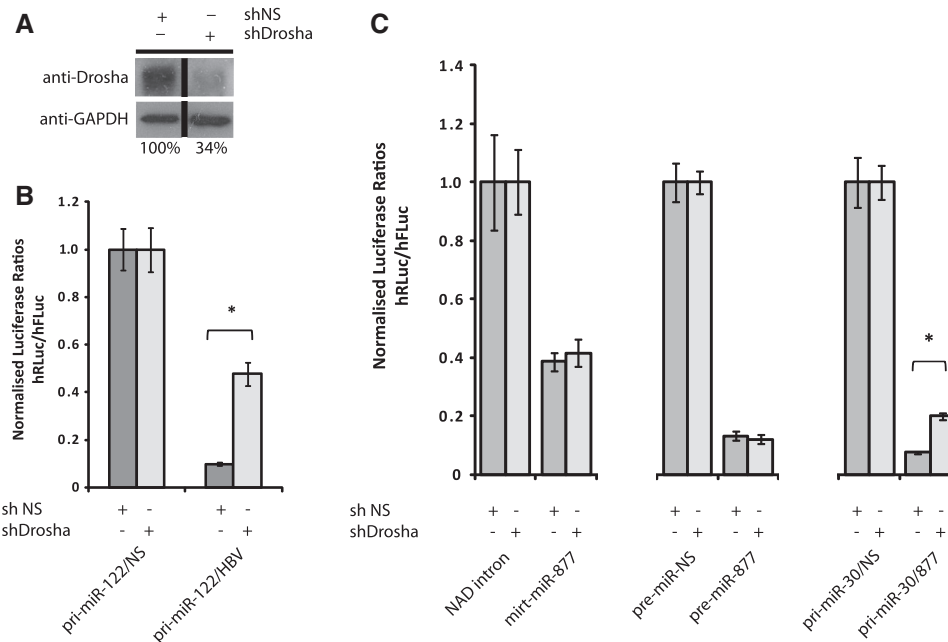 A
+ – shNS
– + shDrosha
anti-Drosha
anti-GAPDH
100% 34%
B
Normalised Luciferase Ratios
hRLuc/hFLuc
1.2
1.0
0.8
0.6
0.4
0.2
0
*
sh NS + - + -
shDrosha - + - +
pri-miR-122/NS
pri-miR-122/HBV
C
Normalised Luciferase Ratios
hRLuc/hFLuc
1.4
1.2
1.0
0.8
0.6
0.4
0.2
0
*
sh NS + - + - + - + - + - + -
shDrosha - + - + - + - + - + - +
NAD intron
mirt-miR-877
pre-miR-NS
pre-miR-877
pri-miR-30/NS
pri-miR-30/877